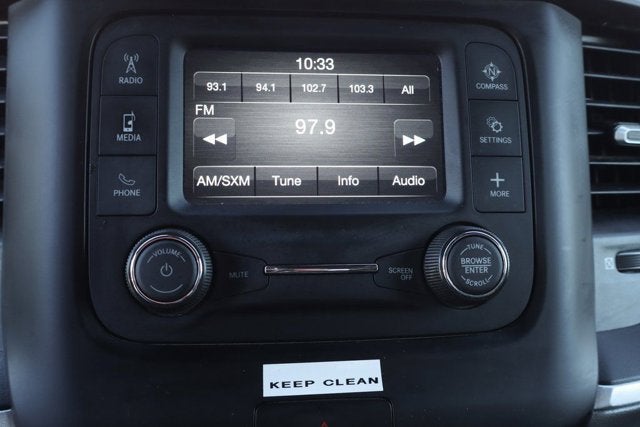 10:33
RADIO
93.1 94.1 102.7 103.3 All
COMPASS
N
FM
97.9
MEDIA
SETTINGS
AM/SXM Tune Info Audio
PHONE
MORE
VOLUME
MUTE
SCREEN OFF
TUNE
BROWSE
ENTER
SCROLL
KEEP CLEAN